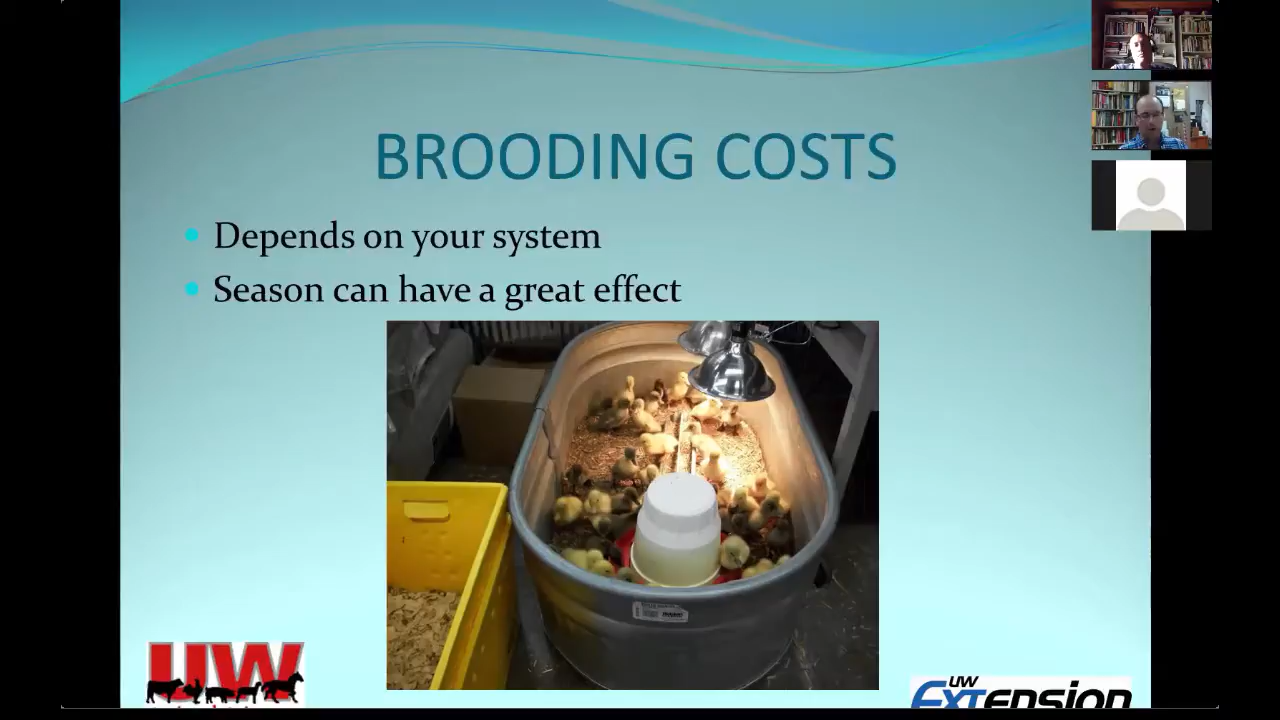 BROODING COSTS
Depends on your system
Season can have a great effect
UW
UW
EXTension